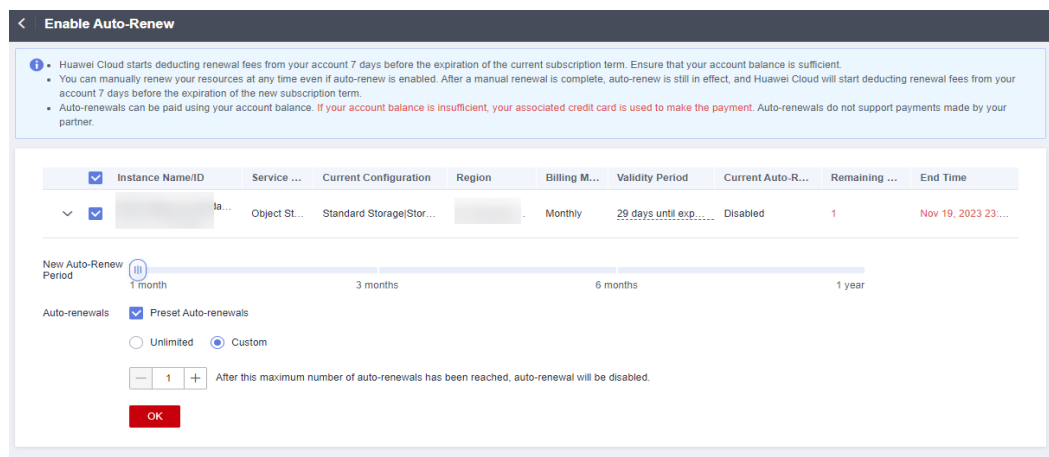 Enable Auto-Renew
Huawei Cloud starts deducting renewal fees from your account 7 days before the expiration of the current subscription term. Ensure that your account balance is sufficient.
You can manually renew your resources at any time even if auto-renew is enabled. After a manual renewal is complete, auto-renew is still in effect, and Huawei Cloud will start deducting renewal fees from your
account 7 days before the expiration of the new subscription term.
Auto-renewals can be paid using your account balance. If your account balance is insufficient, your associated credit card is used to make the payment. Auto-renewals do not support payments made by your
partner.
Instance Name/ID Service ... Current Configuration Region Billing M... Validity Period Current Auto-R... Remaining ... End Time
Object St... Standard Storage|Stor... Monthly 29 days until exp... Disabled 1 Nov 19, 2023 23:...
New Auto-Renew
Period
1 month 3 months 6 months 1 year
Auto-renewals Preset Auto-renewals
Unlimited Custom
1 After this maximum number of auto-renewals has been reached, auto-renewal will be disabled.
OK